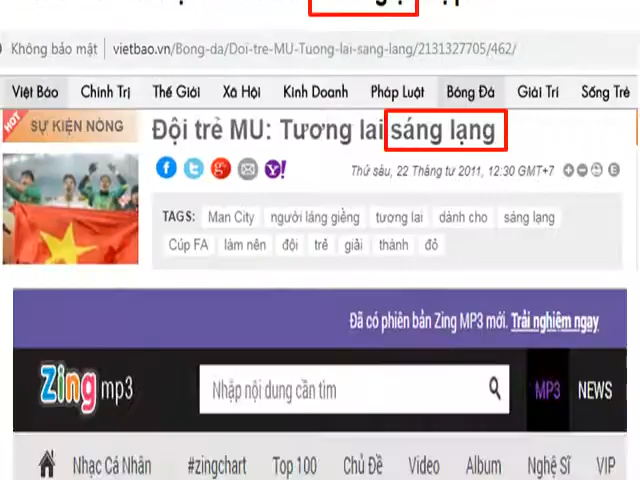 Không bảo mật | vietbao.vn/Bong-da/Doi-tre-MU-Tuong-lai-sang-lang/2131327705/462/
Việt Báo Chính Trị Thế Giới Xã Hội Kinh Doanh Pháp Luật Bóng Đá Giải Trí Sống Trẻ
HOT SỰ KIỆN NÓNG
Đội trẻ MU: Tương lai sáng lạng
Thứ sáu, 22 Tháng tư 2011, 12:30 GMT+7
TAGS: Man City người láng giềng tương lai dành cho sáng lạng
Cúp FA làm nên đội trẻ giải thành đỏ
Đã có phiên bản Zing MP3 mới. Trải nghiệm ngay
Zing mp3 Nhập nội dung cần tìm MP3 NEWS
Nhạc Cá Nhân #zingchart Top 100 Chủ Đề Video Album Nghệ Sĩ VIP